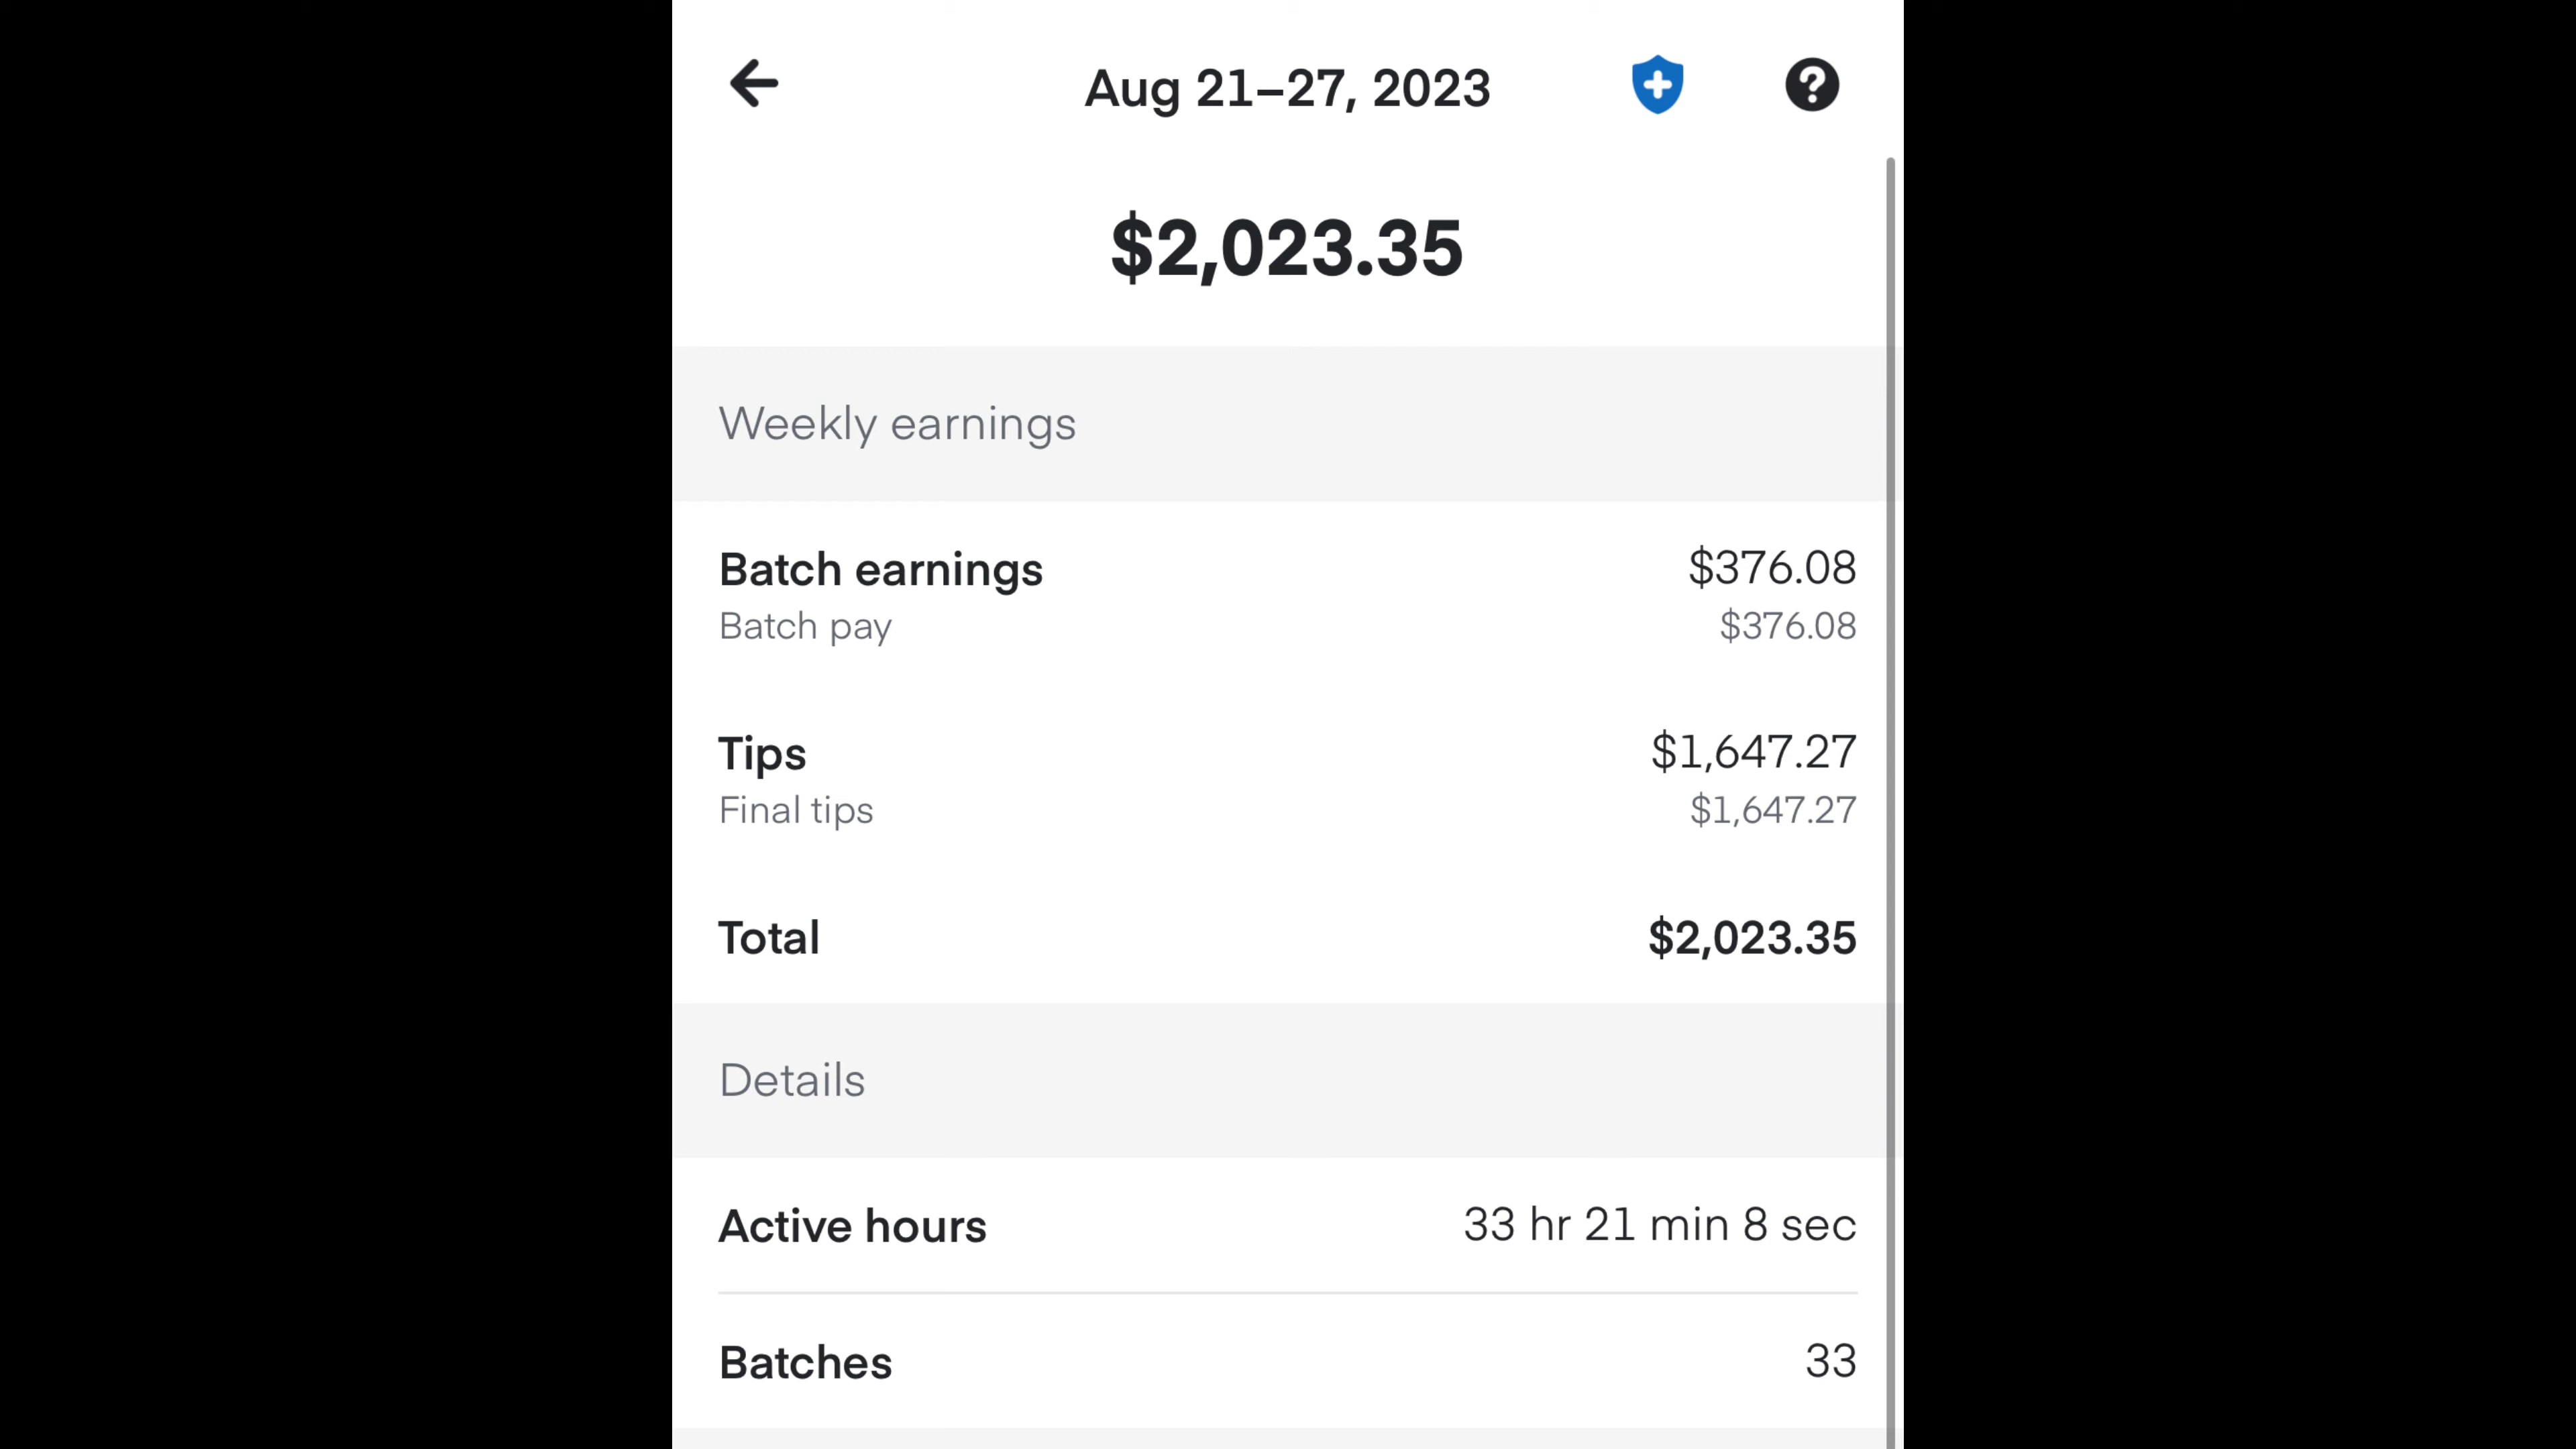 Aug 21–27, 2023
$2,023.35
Weekly earnings
Batch earnings $376.08
Batch pay $376.08
Tips $1,647.27
Final tips $1,647.27
Total $2,023.35
Details
Active hours 33 hr 21 min 8 sec
Batches 33